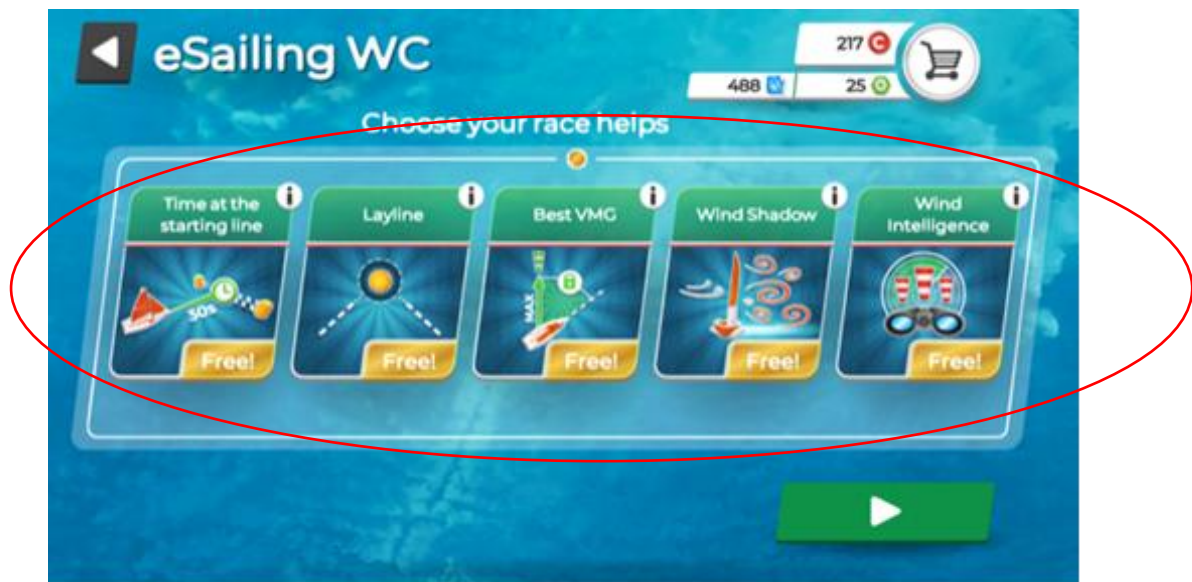 eSailing WC
217
488
25
Choose your race helps
Time at the
starting line
Layline
Best VMG
Wind Shadow
Wind
Intelligence
30s
MAX
Free!
Free!
Free!
Free!
Free!